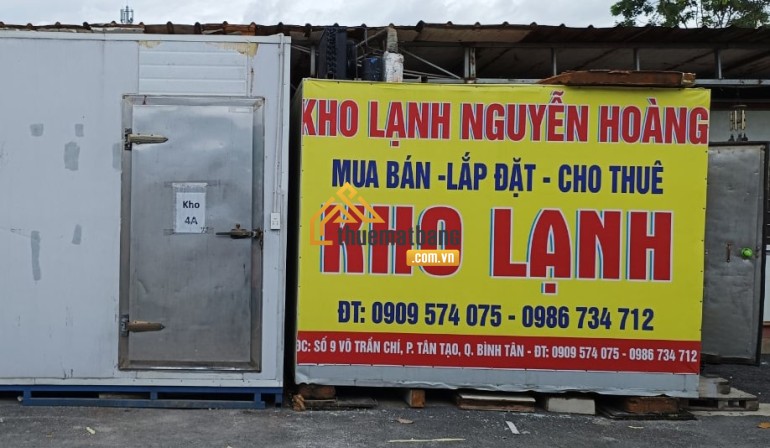 KHO LẠNH NGUYỄN HOÀNG
MUA BÁN -LẮP ĐẶT - CHO THUÊ
KHO LẠNH
ĐT: 0909 574 075 - 0986 734 712
ĐC: SỐ 9 VÕ TRẦN CHÍ, P. TÂN TẠO, Q. BÌNH TÂN - ĐT: 0909 574 075 - 0986 734 712
Kho
4A
thuematbang
.com.vn